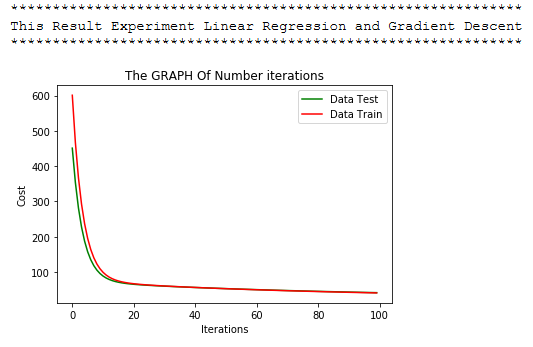 ****************************************************************
This Result Experiment Linear Regression and Gradient Descent
****************************************************************
The GRAPH Of Number iterations
Data Test
Data Train
600
500
400
300
200
100
Cost
0 20 40 60 80 100
Iterations